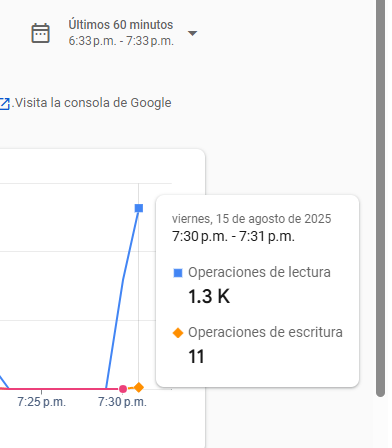 Últimos 60 minutos
6:33 p.m. - 7:33 p.m.
.Visita la consola de Google
viernes, 15 de agosto de 2025
7:30 p.m. - 7:31 p.m.
Operaciones de lectura
1.3 K
Operaciones de escritura
11
7:25 p.m.
7:30 p.m.